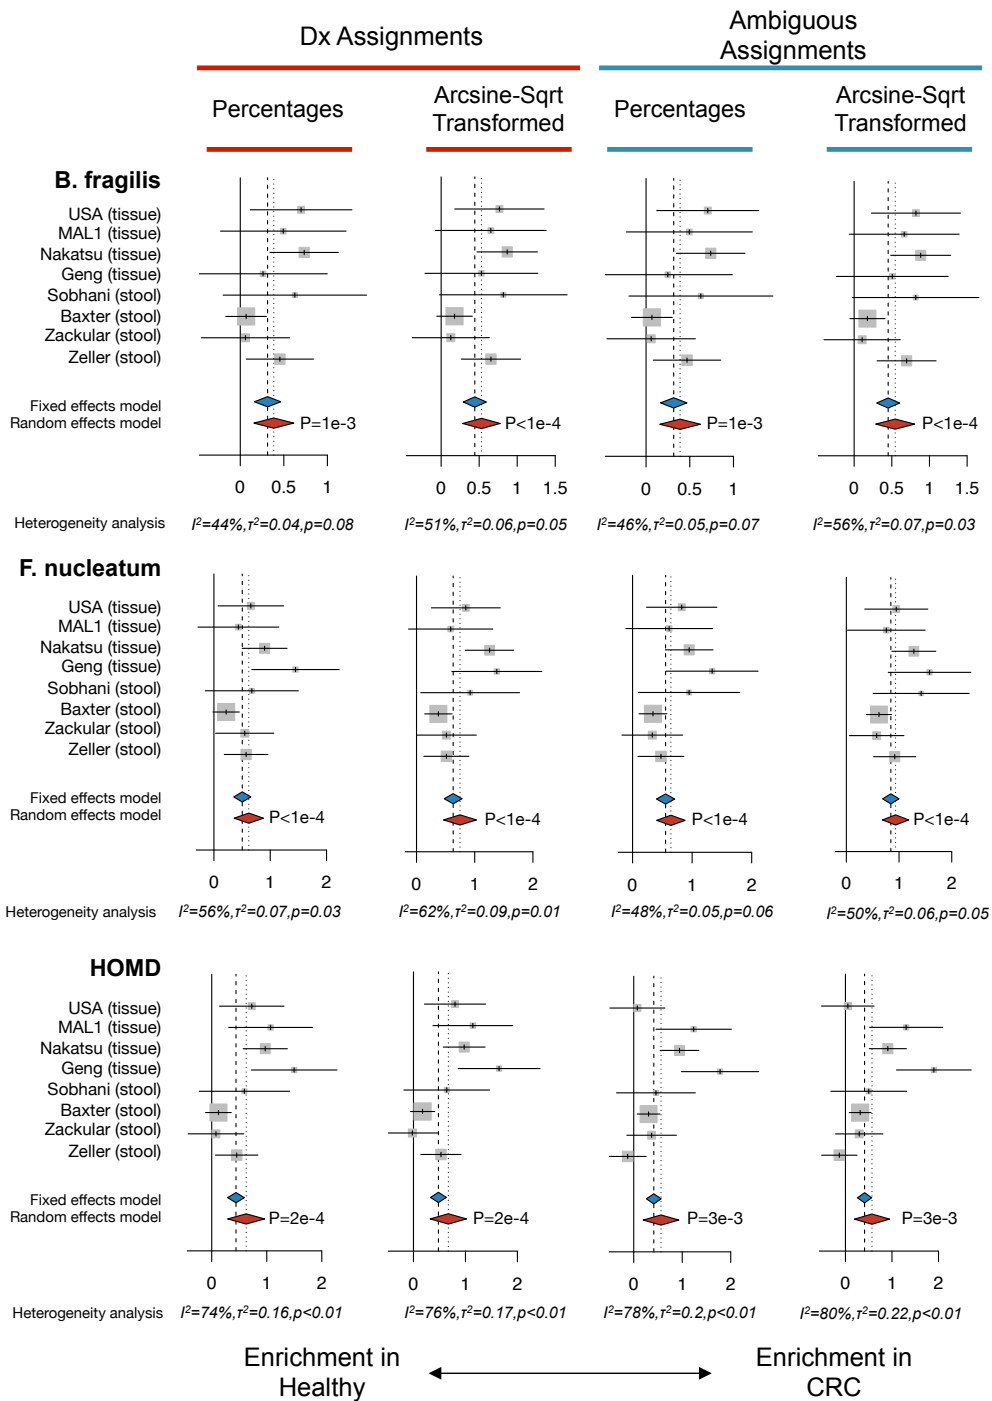 Dx Assignments
Ambiguous
Assignments
Percentages
Arcsine-Sqrt
Transformed
Percentages
Arcsine-Sqrt
Transformed
B. fragilis
USA (tissue)
MAL1 (tissue)
Nakatsu (tissue)
Geng (tissue)
Sobhani (stool)
Baxter (stool)
Zackular (stool)
Zeller (stool)
Fixed effects model
Random effects model
P=1e-3
P<1e-4
P=1e-3
P<1e-4
0 0.5 1
0 0.5 1 1.5
0 0.5 1
0 0.5 1 1.5
Heterogeneity analysis
I²=44%,τ²=0.04,p=0.08
I²=51%,τ²=0.06,p=0.05
I²=46%,τ²=0.05,p=0.07
I²=56%,τ²=0.07,p=0.03
F. nucleatum
USA (tissue)
MAL1 (tissue)
Nakatsu (tissue)
Geng (tissue)
Sobhani (stool)
Baxter (stool)
Zackular (stool)
Zeller (stool)
Fixed effects model
Random effects model
P<1e-4
P<1e-4
P<1e-4
P<1e-4
0 1 2
0 1 2
0 1 2
0 1 2
Heterogeneity analysis
I²=56%,τ²=0.07,p=0.03
I²=62%,τ²=0.09,p=0.01
I²=48%,τ²=0.05,p=0.06
I²=50%,τ²=0.06,p=0.05
HOMD
USA (tissue)
MAL1 (tissue)
Nakatsu (tissue)
Geng (tissue)
Sobhani (stool)
Baxter (stool)
Zackular (stool)
Zeller (stool)
Fixed effects model
Random effects model
P=2e-4
P=2e-4
P=3e-3
P=3e-3
0 1 2
0 1 2
0 1 2
0 1 2
Heterogeneity analysis
I²=74%,τ²=0.16,p<0.01
I²=76%,τ²=0.17,p<0.01
I²=78%,τ²=0.2,p<0.01
I²=80%,τ²=0.22,p<0.01
Enrichment in
Healthy
Enrichment in
CRC